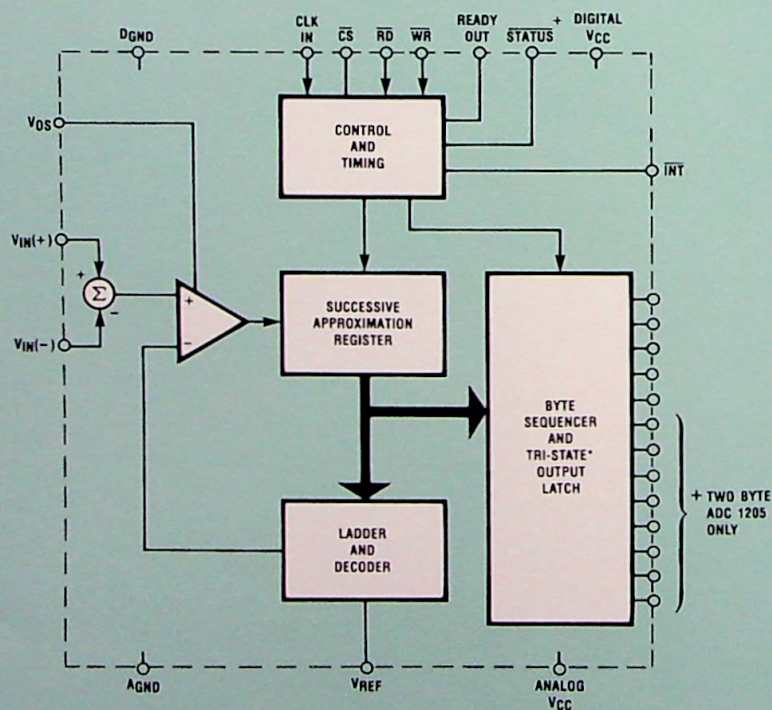 DGND
CLK
IN
CS
RD
WR
READY
OUT
STATUS +
DIGITAL
VCC
VOS
CONTROL
AND
TIMING
INT
VIN(+)
+
Σ
−
VIN(−)
+
−
SUCCESSIVE
APPROXIMATION
REGISTER
BYTE
SEQUENCER
AND
TRI-STATE*
OUTPUT
LATCH
+ TWO BYTE
ADC 1205
ONLY
LADDER
AND
DECODER
AGND
VREF
ANALOG
VCC